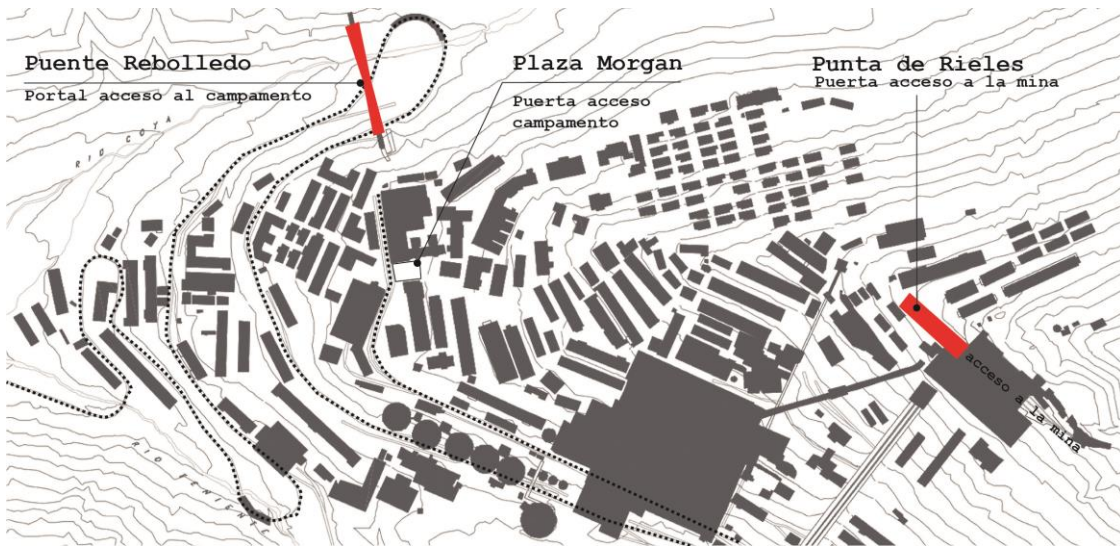 Puente Rebolledo
Portal acceso al campamento
Plaza Morgan
Puerta acceso
campamento
Punta de Rieles
Puerta acceso a la mina
RIO COYA
acceso a la mina
RIO TENIENTE